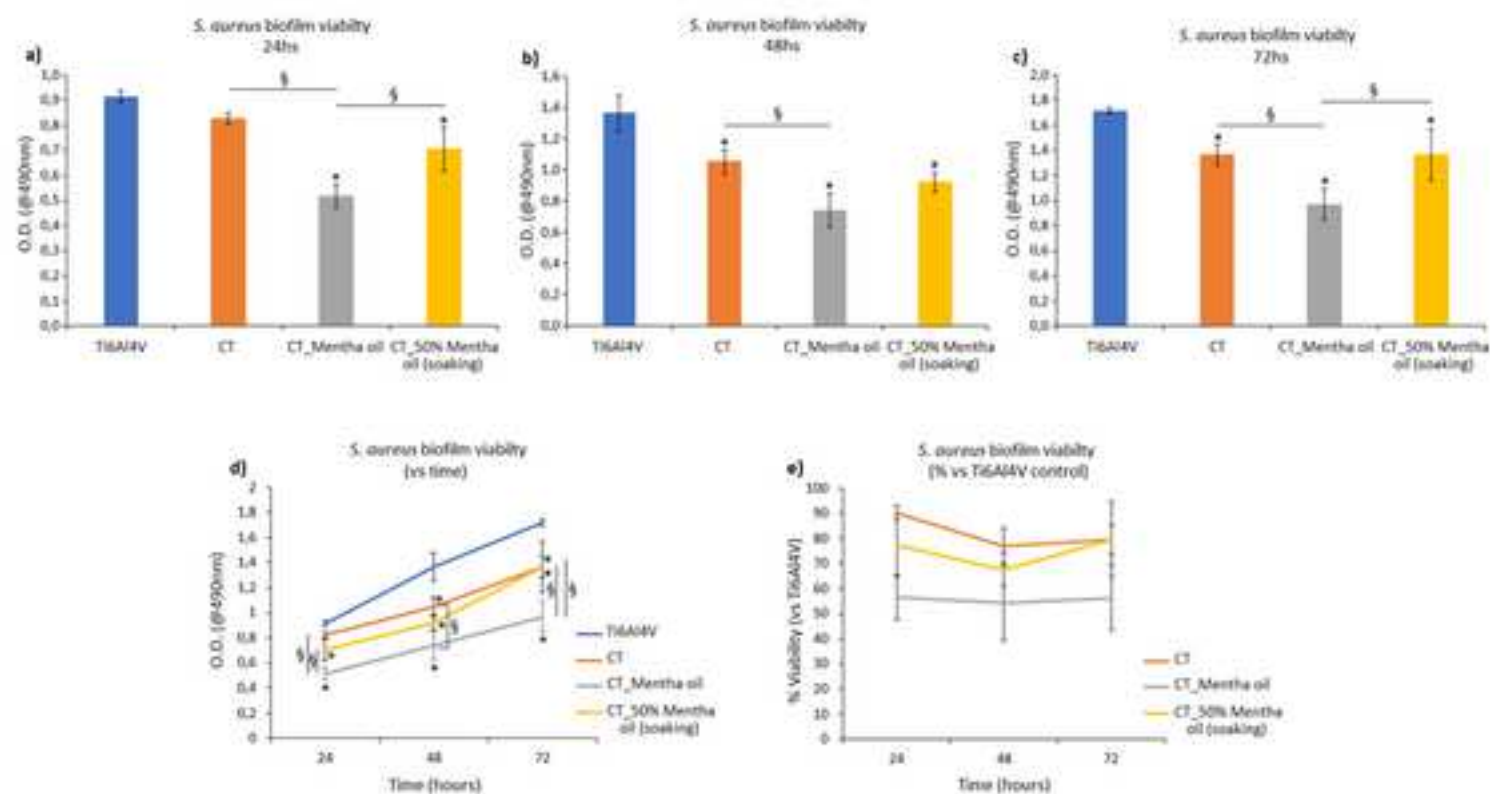 S. aureus biofilm viabilty
24hs
a)
1,0
0,9
0,8
0,7
0,6
0,5
0,4
0,3
0,2
0,1
0,0
O.D. (@490nm)
§
§
*
*
Ti6Al4V
CT
CT_Mentha oil
CT_50% Mentha
oil (soaking)
S. aureus biofilm viabilty
48hs
b)
1,6
1,4
1,2
1,0
0,8
0,6
0,4
0,2
0,0
O.D. (@490nm)
§
*
*
*
Ti6Al4V
CT
CT_Mentha oil
CT_50% Mentha
oil (soaking)
S. aureus biofilm viabilty
72hs
c)
2,0
1,8
1,6
1,4
1,2
1,0
0,8
0,6
0,4
0,2
0,0
O.D. (@490nm)
§
§
*
*
*
Ti6Al4V
CT
CT_Mentha oil
CT_50% Mentha
oil (soaking)
S. aureus biofilm viabilty
(vs time)
d)
2
1,8
1,6
1,4
1,2
1
0,8
0,6
0,4
0,2
0
O.D. (@490nm)
§
§
§
§
§
24
48
72
Time (hours)
Ti6Al4V
CT
CT_Mentha oil
CT_50% Mentha
oil (soaking)
S. aureus biofilm viabilty
(% vs Ti6Al4V control)
e)
100
90
80
70
60
50
40
30
20
10
0
% Viability (vs Ti6Al4V)
24
48
72
Time (hours)
CT
CT_Mentha oil
CT_50% Mentha
oil (soaking)